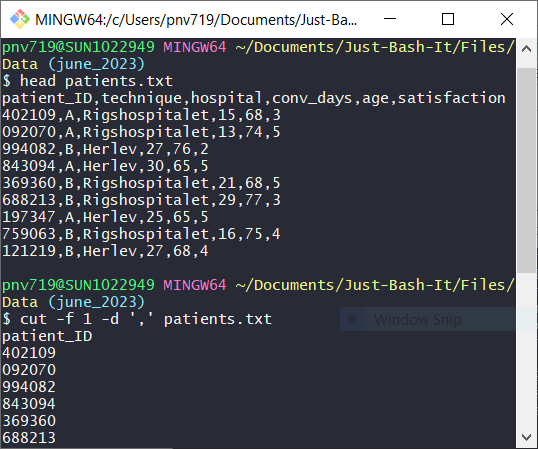 MINGW64:/c/Users/pnv719/Documents/Just-Ba...
pnv719@SUN1022949 MINGW64 ~/Documents/Just-Bash-It/Files/
Data (june_2023)
$ head patients.txt
patient_ID,technique,hospital,conv_days,age,satisfaction
402109,A,Rigshospitalet,15,68,3
092070,A,Rigshospitalet,13,74,5
994082,B,Herlev,27,76,2
843094,A,Herlev,30,65,5
369360,B,Rigshospitalet,21,68,5
688213,B,Rigshospitalet,29,77,3
197347,A,Herlev,25,65,5
759063,B,Rigshospitalet,16,75,4
121219,B,Herlev,27,68,4
pnv719@SUN1022949 MINGW64 ~/Documents/Just-Bash-It/Files/
Data (june_2023)
$ cut -f 1 -d ',' patients.txt
Window Snip
patient_ID
402109
092070
994082
843094
369360
688213